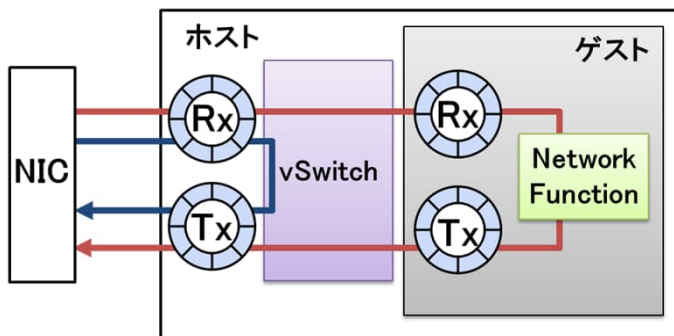 ホスト
ゲスト
NIC
Rx
vSwitch
Rx
Network
Function
Tx
Tx